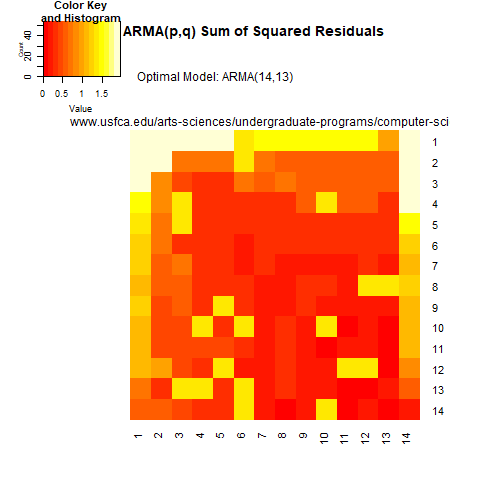 Color Key
and Histogram
Count
0 20 40
0 0.5 1 1.5
Value
ARMA(p,q) Sum of Squared Residuals
Optimal Model: ARMA(14,13)
www.usfca.edu/arts-sciences/undergraduate-programs/computer-sci
1
2
3
4
5
6
7
8
9
10
11
12
13
14
1 2 3 4 5 6 7 8 9 10 11 12 13 14